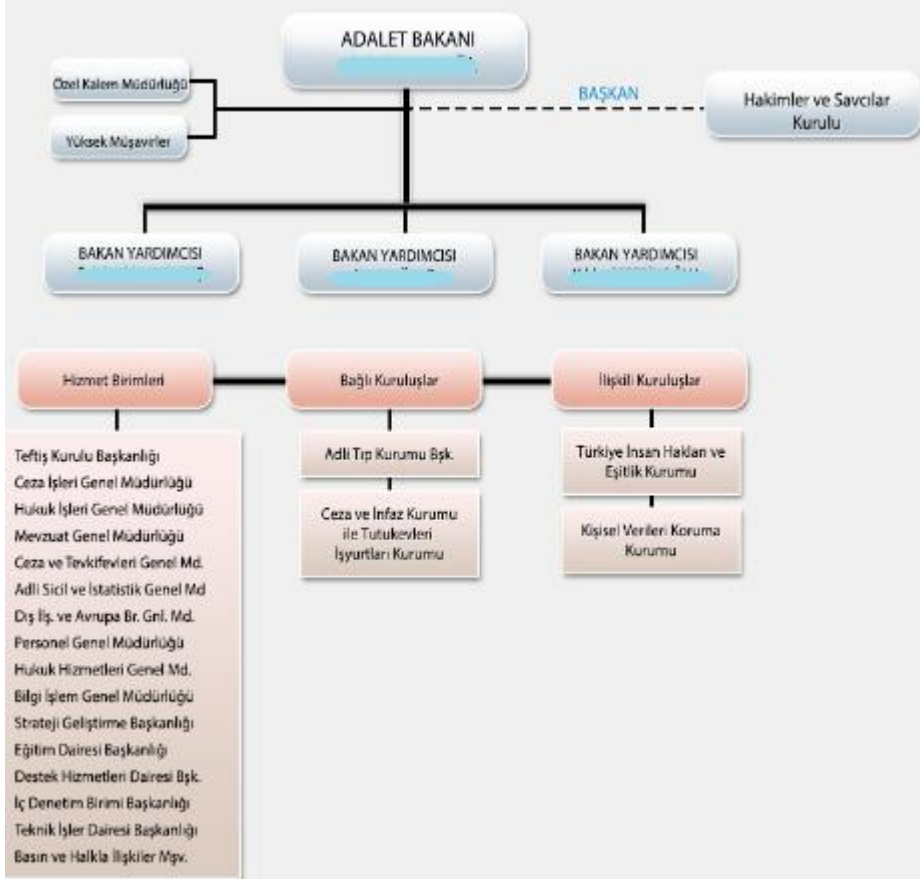 ADALET BAKANI
Özel Kalem Müdürlüğü
Yüksek Müşavirler
BAŞKAN
Hakimler ve Savcılar
Kurulu
BAKAN YARDIMCISI
BAKAN YARDIMCISI
BAKAN YARDIMCISI
Hizmet Birimleri
Bağlı Kuruluşlar
İlişkili Kuruluşlar
Teftiş Kurulu Başkanlığı
Ceza İşleri Genel Müdürlüğü
Hukuk İşleri Genel Müdürlüğü
Mevzuat Genel Müdürlüğü
Ceza ve Tevkifevleri Genel Md.
Adli Sicil ve İstatistik Genel Md
Dış İlş. ve Avrupa Br. Gnl. Md.
Personel Genel Müdürlüğü
Hukuk Hizmetleri Genel Md.
Bilgi İşlem Genel Müdürlüğü
Strateji Geliştirme Başkanlığı
Eğitim Dairesi Başkanlığı
Destek Hizmetleri Dairesi Bşk.
İç Denetim Birimi Başkanlığı
Teknik İşler Dairesi Başkanlığı
Basın ve Halkla İlişkiler Mşv.
Adli Tıp Kurumu Bşk.
Ceza ve İnfaz Kurumu
ile Tutukevleri
İşyurtları Kurumu
Türkiye İnsan Hakları ve
Eşitlik Kurumu
Kişisel Verileri Koruma
Kurumu